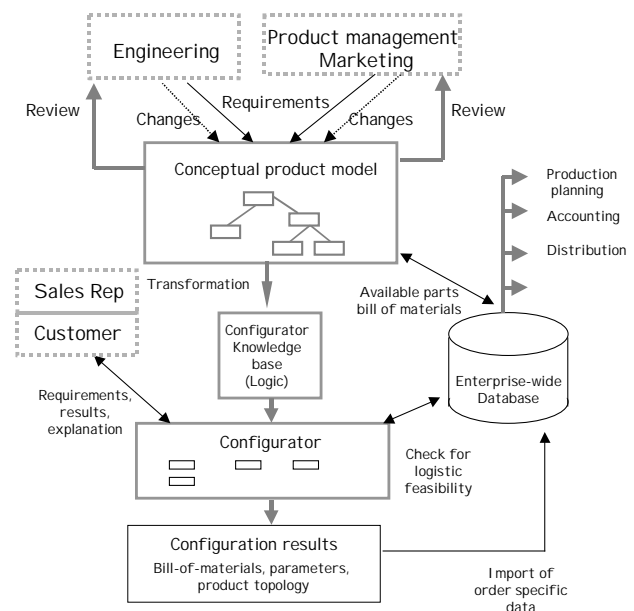 Engineering
Product management
Marketing
Review
Requirements
Review
Changes
Changes
Conceptual product model
Production
planning
Accounting
Distribution
Transformation
Available parts
bill of materials
Sales Rep
Customer
Configurator
Knowledge
base
(Logic)
Enterprise-wide
Database
Requirements,
results,
explanation
Configurator
Check for
logistic
feasibility
Configuration results
Bill-of-materials, parameters,
product topology
Import of
order specific
data